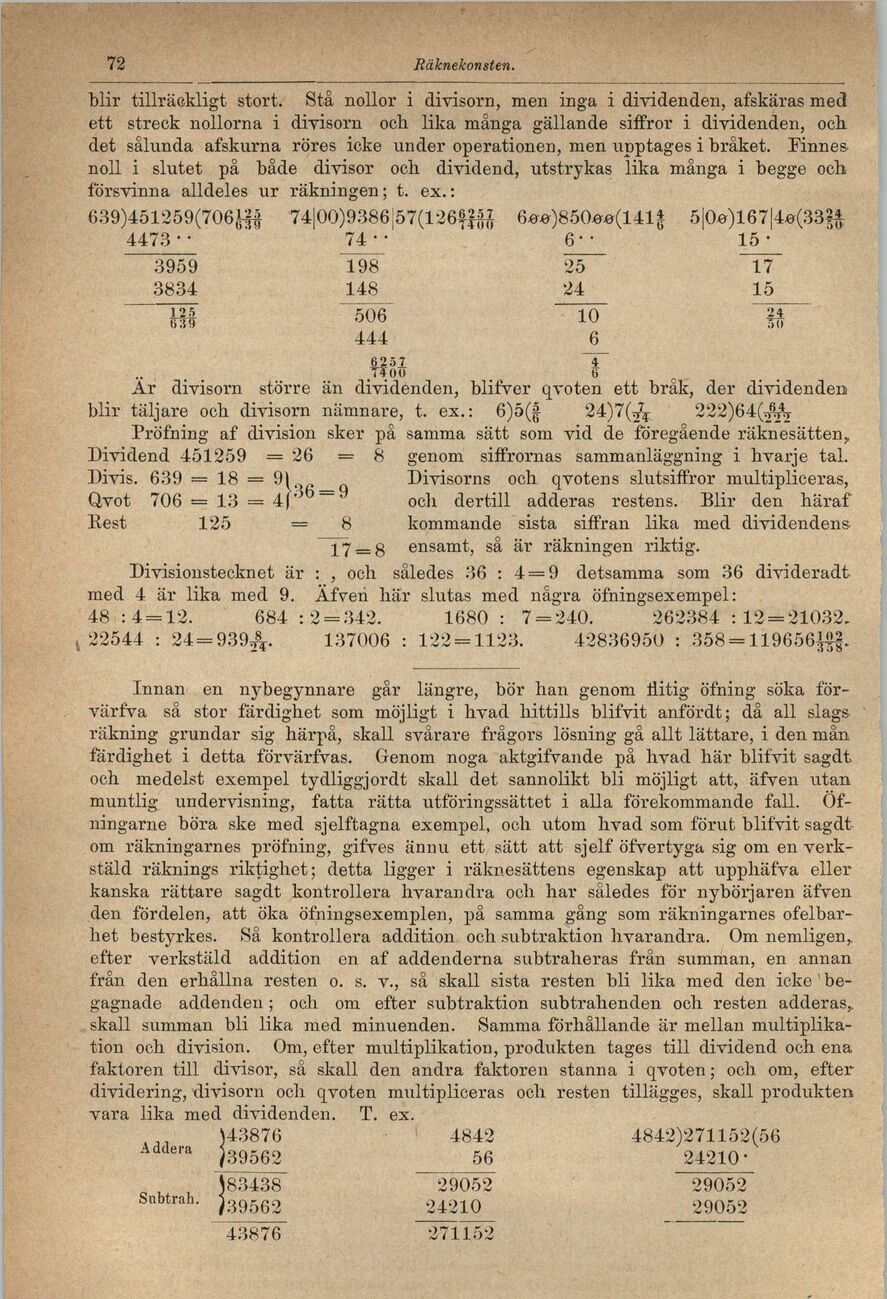 72 Räknekonsten.
blir tillräckligt stort. Stå nollor i divisorn, men inga i dividenden, afskäras med
ett streck nollorna i divisorn och lika många gällande siffror i dividenden, och
det sålunda afskurna röres icke under operationen, men upptages i bråket. Finnes
noll i slutet på både divisor och dividend, utstrykas lika många i begge och
försvinna alldeles ur räkningen; t. ex.:
639)451259(706 125/639 74|00)9386|57(126 6257/7400 600)85000(141 4/6 5|00)167|40(33 24/50
4473·· 74·· 6·· 15·
3959 198 25 17
3834 148 24 15
125/639 506 10 24/50
444 6
6257/7400 4/6
Är divisorn större än dividenden, blifver qvoten ett bråk, der dividenden
blir täljare och divisorn nämnare, t. ex.: 6)5(5/6 24)7(7/24 222)64(64/222
Pröfning af division sker på samma sätt som vid de föregående räknesätten,
Dividend 451259 = 26 = 8 genom siffrornas sammanläggning i hvarje tal.
Divis. 639 = 18 = 9} Divisorns och qvotens slutsiffror multipliceras,
Qvot 706 = 13 = 4} 36 = 9 och dertill adderas restens. Blir den häraf
Rest 125 = 8 kommande sista siffran lika med dividendens
17 = 8 ensamt, så är räkningen riktig.
Divisionstecknet är : , och således 36 : 4 = 9 detsamma som 36 divideradt
med 4 är lika med 9. Äfven här slutas med några öfningsexempel:
48 : 4 = 12. 684 : 2 = 342. 1680 : 7 = 240. 262384 : 12 = 21032.
22544 : 24 = 939 8/24. 137006 : 122 = 1123. 42836950 : 358 = 119656 102/358.
Innan en nybegynnare går längre, bör han genom flitig öfning söka för-
värfva så stor färdighet som möjligt i hvad hittills blifvit anfördt; då all slags
räkning grundar sig härpå, skall svårare frågors lösning gå allt lättare, i den mån
färdighet i detta förvärfvas. Genom noga aktgifvande på hvad här blifvit sagdt
och medelst exempel tydliggjordt skall det sannolikt bli möjligt att, äfven utan
muntlig undervisning, fatta rätta utföringssättet i alla förekommande fall. Öf-
ningarne böra ske med sjelftagna exempel, och utom hvad som förut blifvit sagdt
om räkningarnes pröfning, gifves ännu ett sätt att sjelf öfvertyga sig om en verk-
stäld räknings riktighet; detta ligger i räknesättens egenskap att upphäfva eller
kanska rättare sagdt kontrollera hvarandra och har således för nybörjaren äfven
den fördelen, att öka öfningsexemplen, på samma gång som räkningarnes ofelbar-
het bestyrkes. Så kontrollera addition och subtraktion hvarandra. Om nemligen,
efter verkstäld addition en af addenderna subtraheras från summan, en annan
från den erhållna resten o. s. v., så skall sista resten bli lika med den icke be-
gagnade addenden; och om efter subtraktion subtrahenden och resten adderas,
skall summan bli lika med minuenden. Samma förhållande är mellan multiplika-
tion och division. Om, efter multiplikation, produkten tages till dividend och ena
faktoren till divisor, så skall den andra faktoren stanna i qvoten; och om, efter
dividering, divisorn och qvoten multipliceras och resten tillägges, skall produkten
vara lika med dividenden. T. ex.
Addera }43876 4842 4842)271152(56
}39562 56 24210·
Subtrah. }83438 29052 29052
}39562 24210 29052
43876 271152